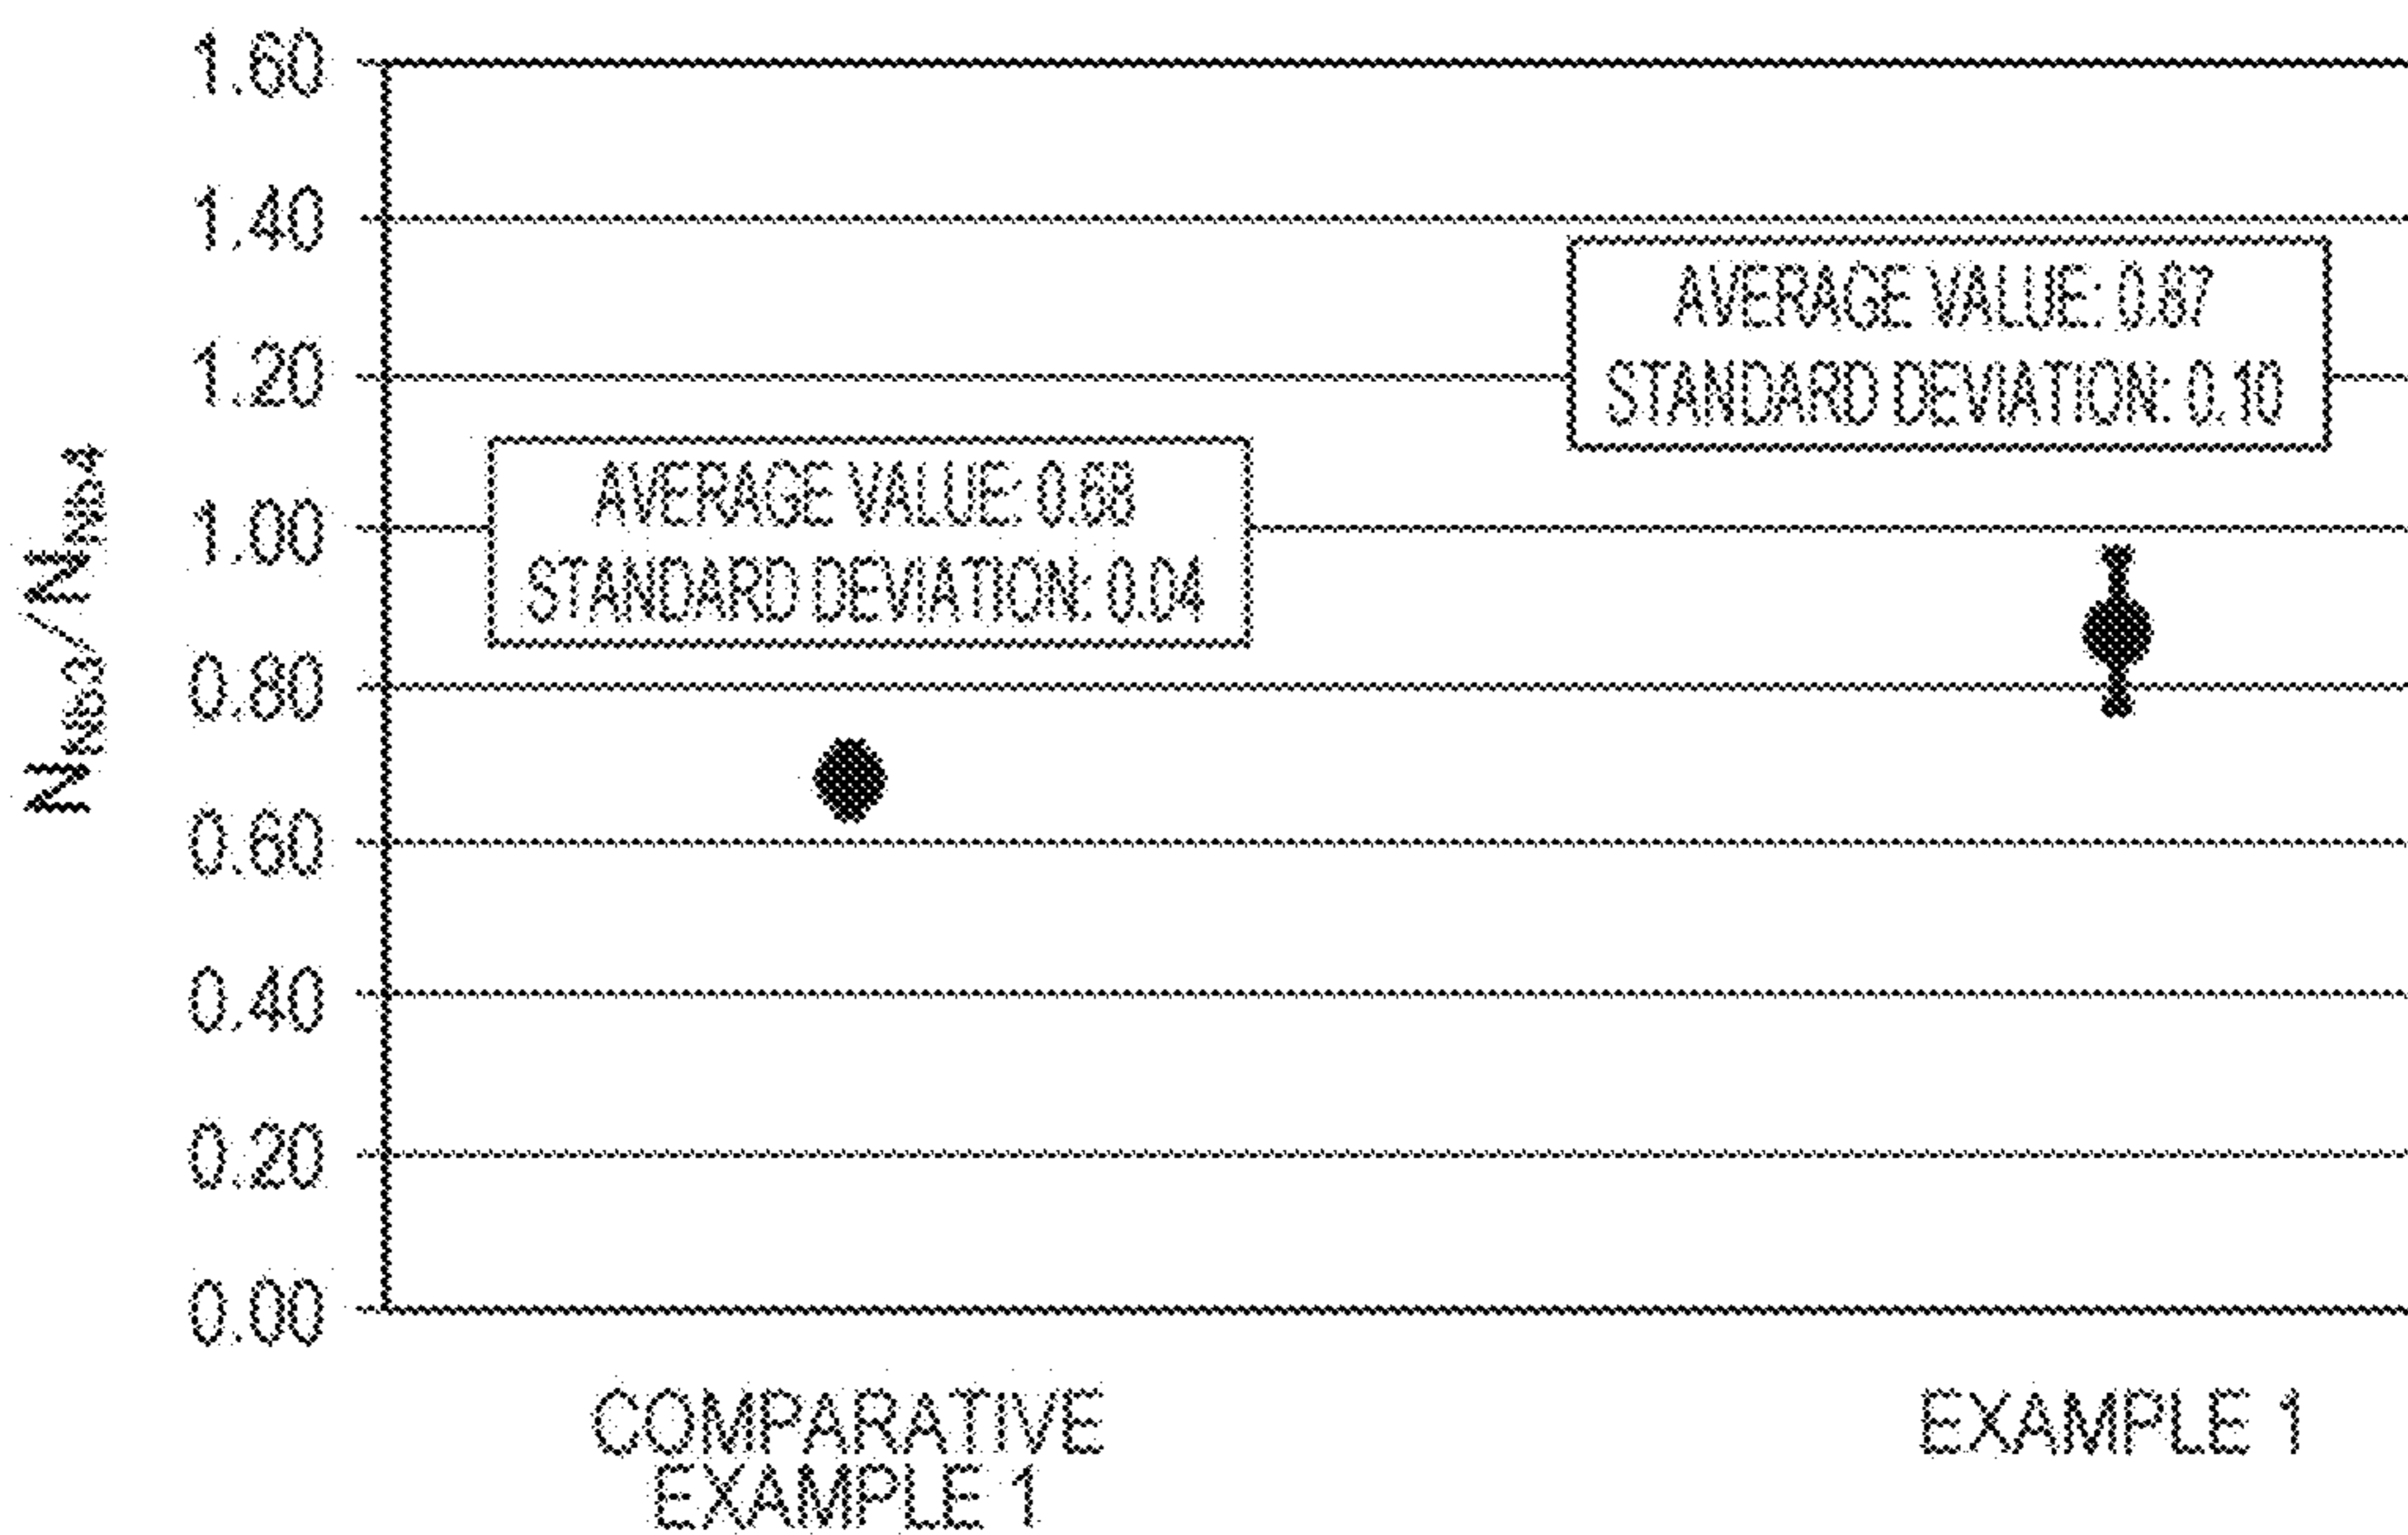 1.60
1.40
1.20
1.00
0.80
0.60
0.40
0.20
0.00
AVERAGE VALUE: 0.68
STANDARD DEVIATION: 0.04
AVERAGE VALUE: 0.87
STANDARD DEVIATION: 0.10
COMPARATIVE
EXAMPLE 1
EXAMPLE 1